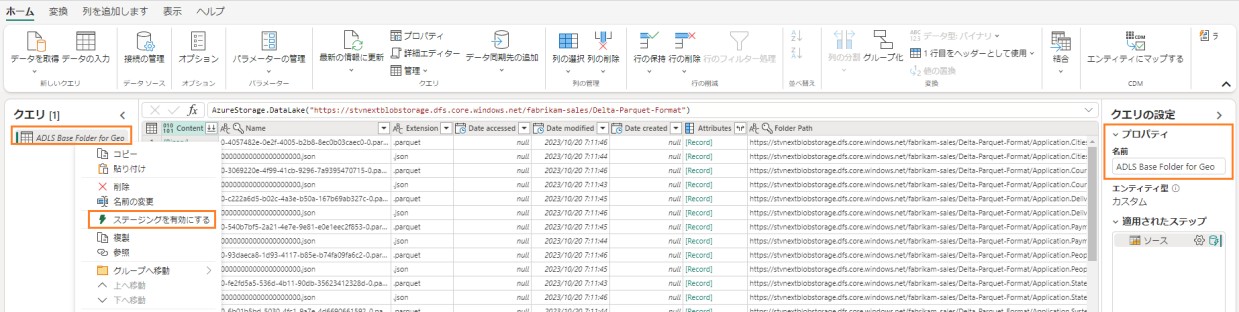 ホーム 変換 列を追加します 表示 ヘルプ
データを取得 データの入力
新しいクエリ
接続の管理
データ ソース
オプション
オプション
パラメーターの管理
パラメーター
最新の情報に更新
プロパティ
詳細エディター
管理
データ同期先の追加
クエリ
列の選択 列の削除
列の管理
行の保持 行の削除 行のフィルター処理
行の削減
並べ替え
列の分割 グループ化
データ型: バイナリ
1 行目をヘッダーとして使用
値の置換
変換
結合
CDM
エンティティにマップする
CDM
ラ
クエリ [1]
ADLS Base Folder for Geo
コピー
貼り付け
削除
名前の変更
ステージングを有効にする
複製
参照
グループへ移動
上へ移動
下へ移動
fx AzureStorage.DataLake("https://stvnextblobstorage.dfs.core.windows.net/fabrikam-sales/Delta-Parquet-Format")
Content Name Extension Date accessed Date modified Date created Attributes Folder Path
0-4057482e-0e2f-4005-b2b8-8ec0b03caec0-0.pa... .parquet null 2023/10/20 7:11:46 null [Record] https://stvnextblobstorage.dfs.core.windows.net/fabrikam-sales/Delta-Parquet-Format/Application.Cities
00000000000000000.json .json null 2023/10/20 7:11:46 null [Record] https://stvnextblobstorage.dfs.core.windows.net/fabrikam-sales/Delta-Parquet-Format/Application.Cities
0-3069220e-4f99-41cb-9296-7a9395470715-0.pa... .parquet null 2023/10/20 7:11:46 null [Record] https://stvnextblobstorage.dfs.core.windows.net/fabrikam-sales/Delta-Parquet-Format/Application.Cour
00000000000000000.json .json null 2023/10/20 7:11:44 null [Record] https://stvnextblobstorage.dfs.core.windows.net/fabrikam-sales/Delta-Parquet-Format/Application.Cour
0-c222a6d5-b02c-4a3e-b50a-167b69ab327c-0.pa... .parquet null 2023/10/20 7:11:45 null [Record] https://stvnextblobstorage.dfs.core.windows.net/fabrikam-sales/Delta-Parquet-Format/Application.Deliv
00000000000000000.json .json null 2023/10/20 7:11:44 null [Record] https://stvnextblobstorage.dfs.core.windows.net/fabrikam-sales/Delta-Parquet-Format/Application.Deliv
0-540b7bf5-2a21-4e7e-9e81-e0e1eec2f853-0.pa... .parquet null 2023/10/20 7:11:45 null [Record] https://stvnextblobstorage.dfs.core.windows.net/fabrikam-sales/Delta-Parquet-Format/Application.Paym
00000000000000000.json .json null 2023/10/20 7:11:44 null [Record] https://stvnextblobstorage.dfs.core.windows.net/fabrikam-sales/Delta-Parquet-Format/Application.Paym
0-93daeca8-1d93-4117-b85e-b74fa09fa6c2-0.pa... .parquet null 2023/10/20 7:11:46 null [Record] https://stvnextblobstorage.dfs.core.windows.net/fabrikam-sales/Delta-Parquet-Format/Application.Peop
00000000000000000.json .json null 2023/10/20 7:11:45 null [Record] https://stvnextblobstorage.dfs.core.windows.net/fabrikam-sales/Delta-Parquet-Format/Application.Peop
0-fe2fd5a5-536d-4b11-90db-35623412328d-0.pa... .parquet null 2023/10/20 7:11:45 null [Record] https://stvnextblobstorage.dfs.core.windows.net/fabrikam-sales/Delta-Parquet-Format/Application.State
00000000000000000.json .json null 2023/10/20 7:11:44 null [Record] https://stvnextblobstorage.dfs.core.windows.net/fabrikam-sales/Delta-Parquet-Format/Application.State
クエリの設定
プロパティ
名前
ADLS Base Folder for Geo
エンティティ型
カスタム
適用されたステップ
ソース